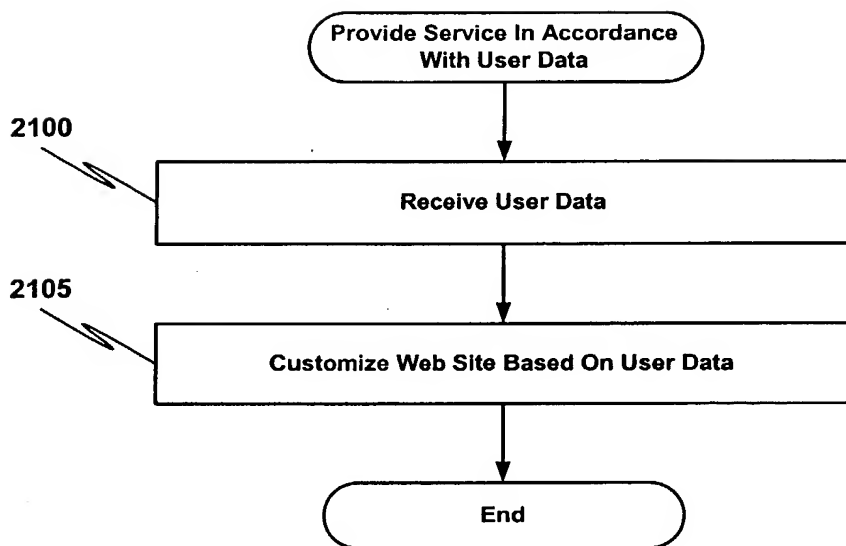 Provide Service In Accordance
With User Data
2100
Receive User Data
2105
Customize Web Site Based On User Data
End